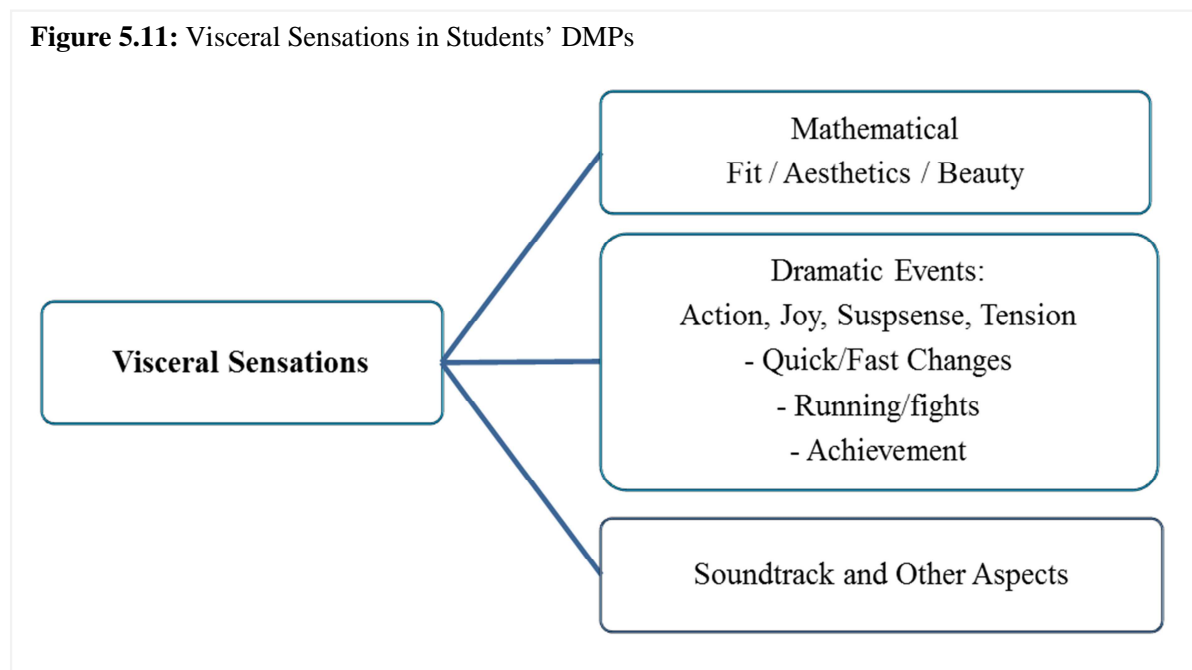 Figure 5.11: Visceral Sensations in Students’ DMPs
Mathematical
Fit / Aesthetics / Beauty
Visceral Sensations
Dramatic Events:
Action, Joy, Suspsense, Tension
- Quick/Fast Changes
- Running/fights
- Achievement
Soundtrack and Other Aspects